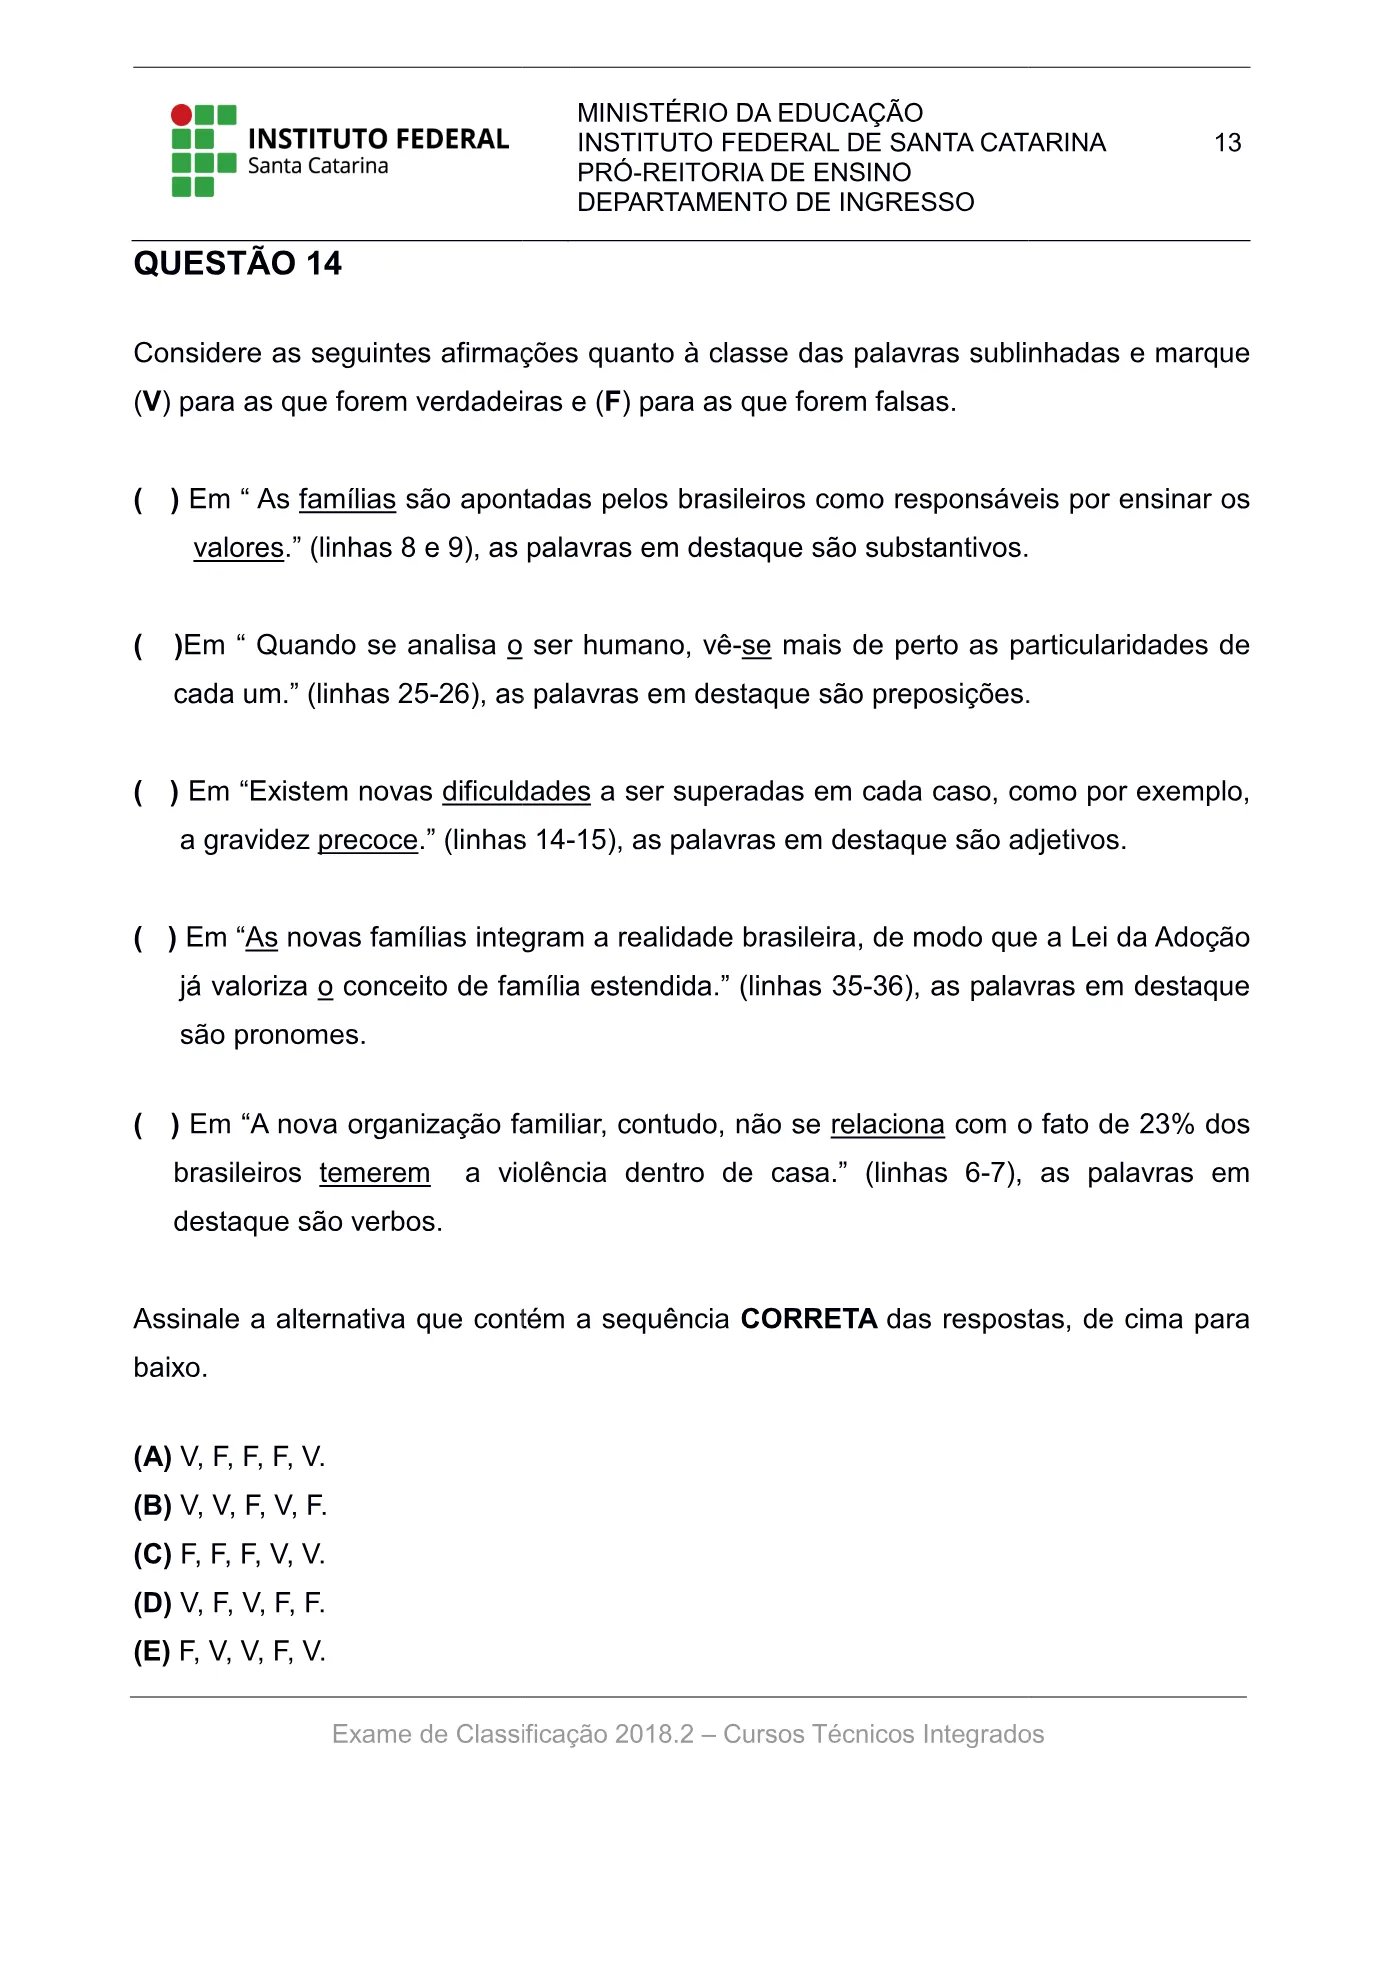 INSTITUTO FEDERAL
Santa Catarina
MINISTÉRIO DA EDUCAÇÃO
INSTITUTO FEDERAL DE SANTA CATARINA
PRÓ-REITORIA DE ENSINO
DEPARTAMENTO DE INGRESSO
13
QUESTÃO 14
Considere as seguintes afirmações quanto à classe das palavras sublinhadas e marque
(V) para as que forem verdadeiras e (F) para as que forem falsas.
( ) Em “ As famílias são apontadas pelos brasileiros como responsáveis por ensinar os
valores.” (linhas 8 e 9), as palavras em destaque são substantivos.
( )Em “ Quando se analisa o ser humano, vê-se mais de perto as particularidades de
cada um.” (linhas 25-26), as palavras em destaque são preposições.
( ) Em “Existem novas dificuldades a ser superadas em cada caso, como por exemplo,
a gravidez precoce.” (linhas 14-15), as palavras em destaque são adjetivos.
( ) Em “As novas famílias integram a realidade brasileira, de modo que a Lei da Adoção
já valoriza o conceito de família estendida.” (linhas 35-36), as palavras em destaque
são pronomes.
( ) Em “A nova organização familiar, contudo, não se relaciona com o fato de 23% dos
brasileiros temerem a violência dentro de casa.” (linhas 6-7), as palavras em
destaque são verbos.
Assinale a alternativa que contém a sequência CORRETA das respostas, de cima para
baixo.
(A) V, F, F, F, V.
(B) V, V, F, V, F.
(C) F, F, F, V, V.
(D) V, F, V, F, F.
(E) F, V, V, F, V.
Exame de Classificação 2018.2 – Cursos Técnicos Integrados